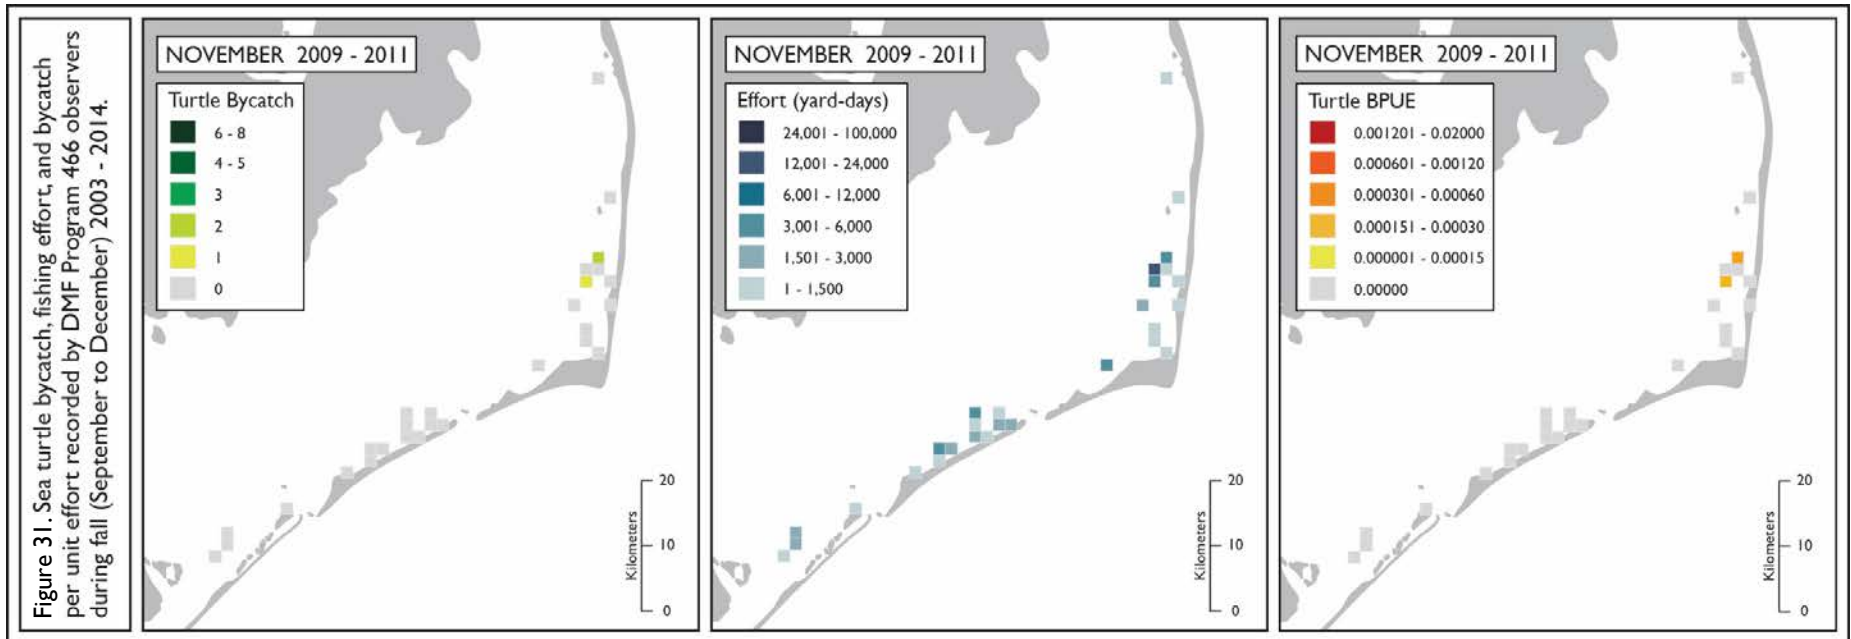 Figure 31. Sea turtle bycatch, fishing effort, and bycatch
per unit effort recorded by DMF Program 466 observers
during fall (September to December) 2003 - 2014.
NOVEMBER 2009 - 2011
Turtle Bycatch
6 - 8
4 - 5
3
2
1
0
20
10
0
Kilometers
NOVEMBER 2009 - 2011
Effort (yard-days)
24,001 - 100,000
12,001 - 24,000
6,001 - 12,000
3,001 - 6,000
1,501 - 3,000
1 - 1,500
20
10
0
Kilometers
NOVEMBER 2009 - 2011
Turtle BPUE
0.001201 - 0.02000
0.000601 - 0.00120
0.000301 - 0.00060
0.000151 - 0.00030
0.000001 - 0.00015
0.00000
20
10
0
Kilometers